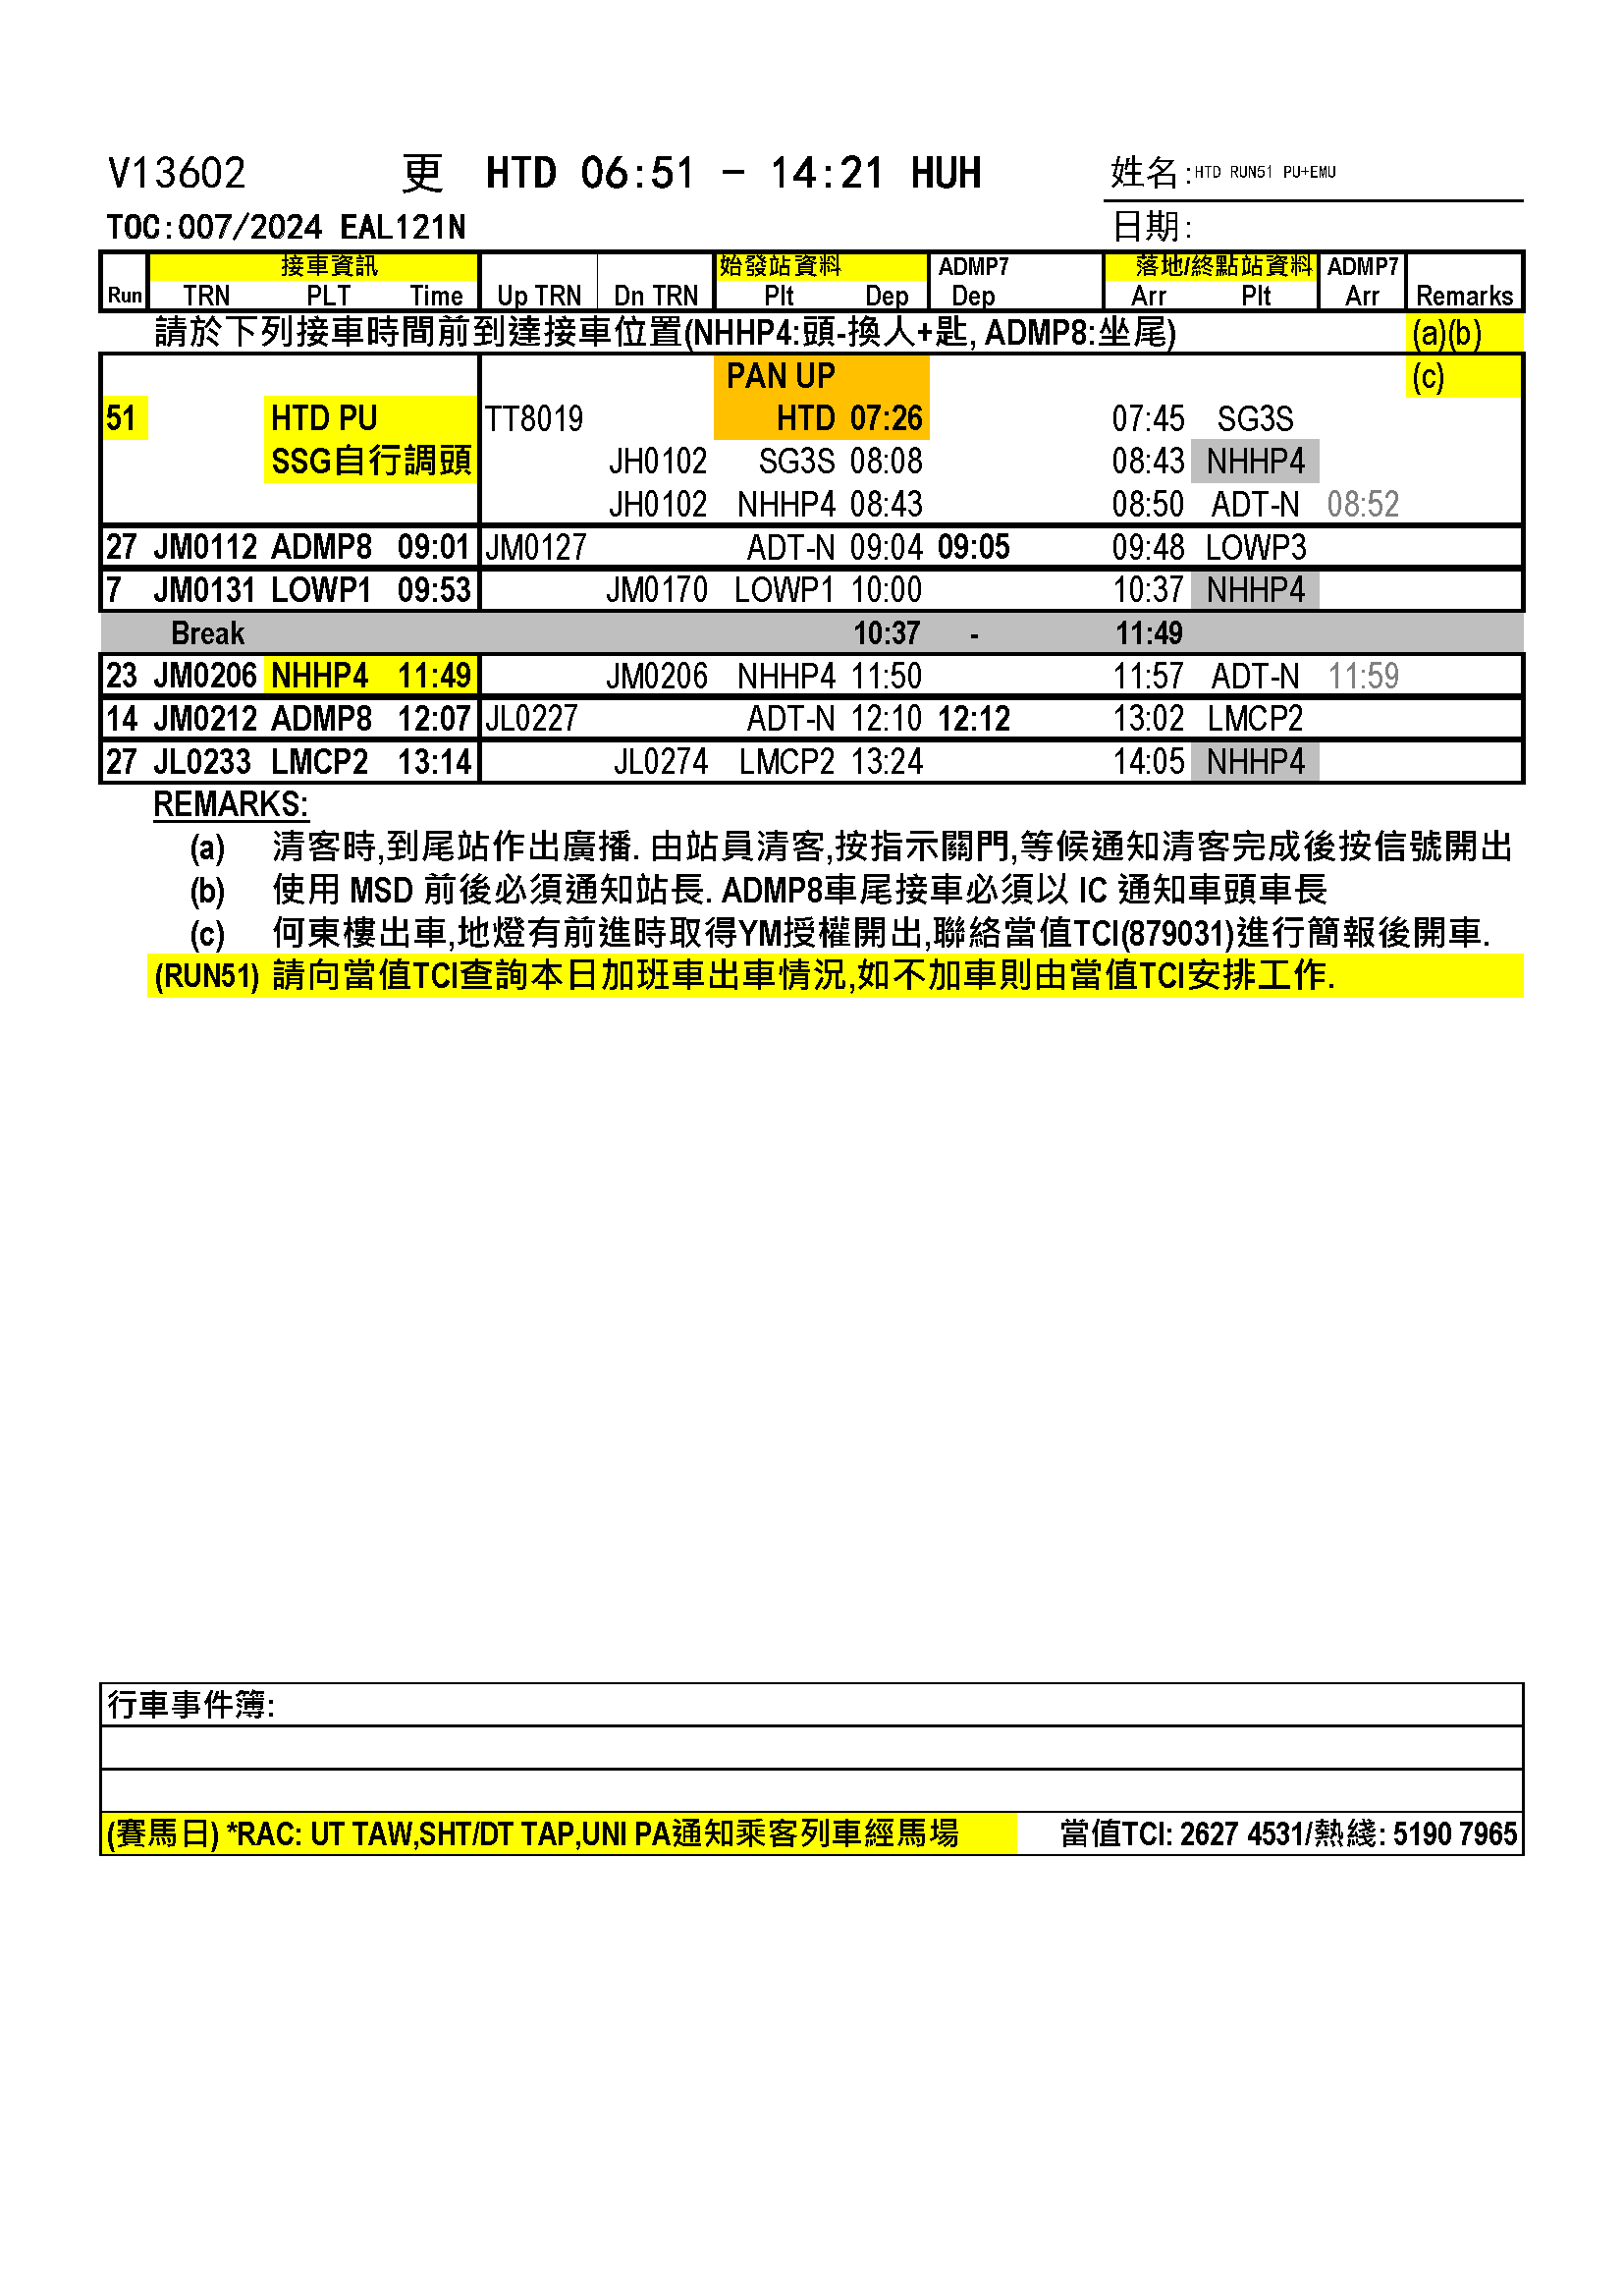 V13602 更 HTD 06:51 - 14:21 HUH 姓名:HTD RUN51 PU+EMU
TOC:007/2024 EAL121N 日期:
接車資訊 始發站資料 ADMP7 落地/終點站資料 ADMP7
Run TRN PLT Time Up TRN Dn TRN Plt Dep Dep Arr Plt Arr Remarks
請於下列接車時間前到達接車位置(NHHP4:頭-換人+匙, ADMP8:坐尾) (a)(b)
PAN UP (c)
51 HTD PU TT8019 HTD 07:26 07:45 SG3S
SSG自行調頭 JH0102 SG3S 08:08 08:43 NHHP4
JH0102 NHHP4 08:43 08:50 ADT-N 08:52
27 JM0112 ADMP8 09:01 JM0127 ADT-N 09:04 09:05 09:48 LOWP3
7 JM0131 LOWP1 09:53 JM0170 LOWP1 10:00 10:37 NHHP4
Break 10:37 - 11:49
23 JM0206 NHHP4 11:49 JM0206 NHHP4 11:50 11:57 ADT-N 11:59
14 JM0212 ADMP8 12:07 JL0227 ADT-N 12:10 12:12 13:02 LMCP2
27 JL0233 LMCP2 13:14 JL0274 LMCP2 13:24 14:05 NHHP4
REMARKS:
(a) 清客時,到尾站作出廣播. 由站員清客,按指示關門,等候通知清客完成後按信號開出
(b) 使用 MSD 前後必須通知站長. ADMP8車尾接車必須以 IC 通知車頭車長
(c) 何東樓出車,地燈有前進時取得YM授權開出,聯絡當值TCI(879031)進行簡報後開車.
(RUN51) 請向當值TCI查詢本日加班車出車情況,如不加車則由當值TCI安排工作.
行車事件簿:
(賽馬日) *RAC: UT TAW,SHT/DT TAP,UNI PA通知乘客列車經馬場 當值TCI: 2627 4531/熱綫: 5190 7965